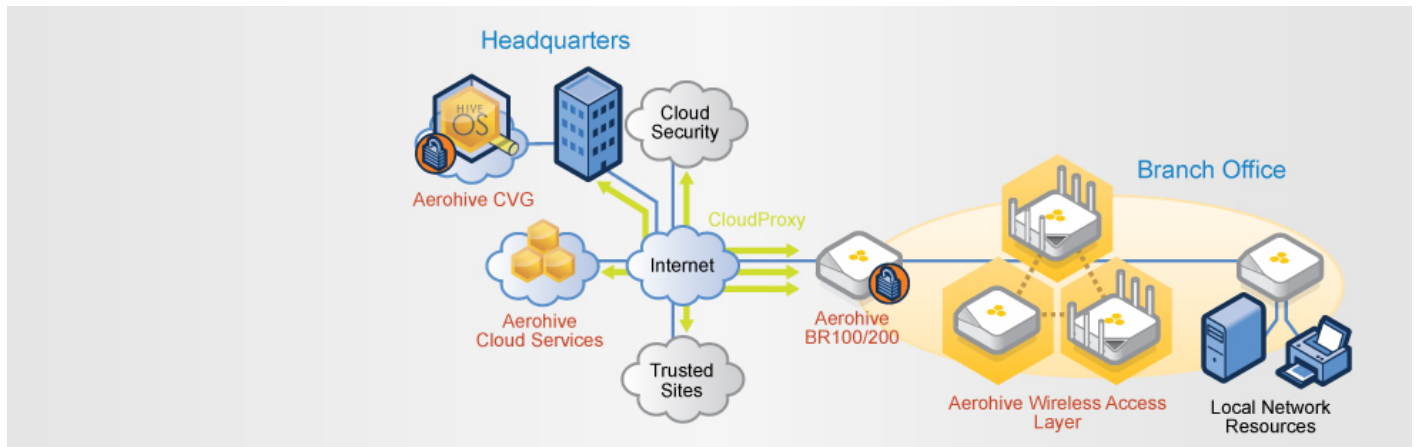 Headquarters
HIVE
OS
Aerohive CVG
Cloud
Security
Branch Office
CloudProxy
Internet
Aerohive
Cloud Services
Aerohive
BR100/200
Trusted
Sites
Aerohive Wireless Access
Layer
Local Network
Resources